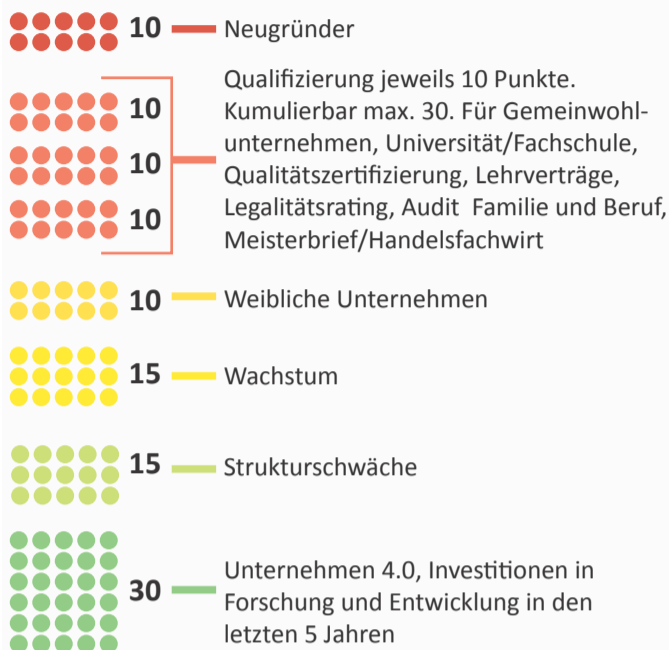 10 Neugründer
Qualifizierung jeweils 10 Punkte.
10 Kumulierbar max. 30. Für Gemeinwohl-
unternehmen, Universität/Fachschule,
10 Qualitätszertifizierung, Lehrverträge,
10 Legalitätsrating, Audit Familie und Beruf,
Meisterbrief/Handelsfachwirt
10 Weibliche Unternehmen
15 Wachstum
15 Strukturschwäche
Unternehmen 4.0, Investitionen in
30 Forschung und Entwicklung in den
letzten 5 Jahren